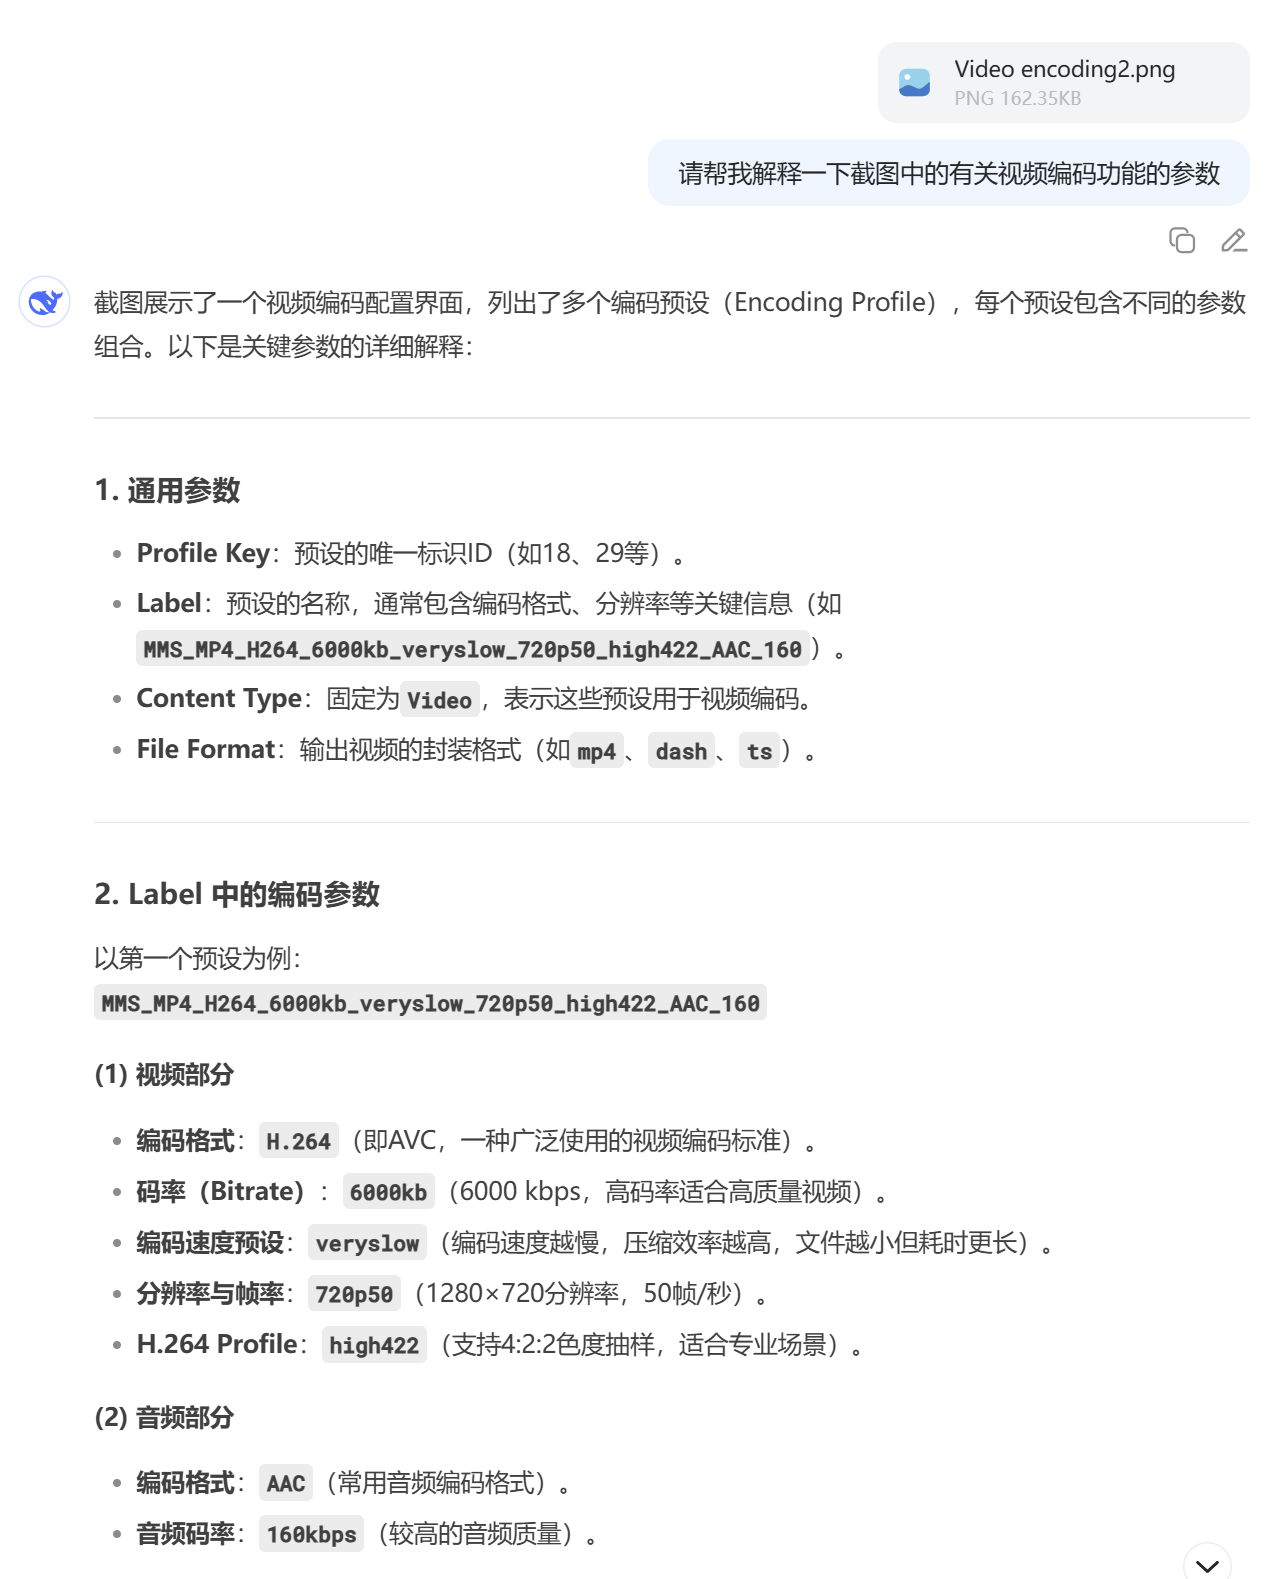 Video encoding2.png
PNG 162.35KB
请帮我解释一下截图中的有关视频编码功能的参数
截图展示了一个视频编码配置界面，列出了多个编码预设（Encoding Profile），每个预设包含不同的参数
组合。以下是关键参数的详细解释：
1. 通用参数
Profile Key：预设的唯一标识ID（如18、29等）。
Label：预设的名称，通常包含编码格式、分辨率等关键信息（如
MMS_MP4_H264_6000kb_veryslow_720p50_high422_AAC_160）。
Content Type：固定为Video，表示这些预设用于视频编码。
File Format：输出视频的封装格式（如mp4、dash、ts）。
2. Label 中的编码参数
以第一个预设为例：
MMS_MP4_H264_6000kb_veryslow_720p50_high422_AAC_160
(1) 视频部分
编码格式：H.264（即AVC，一种广泛使用的视频编码标准）。
码率（Bitrate）：6000kb（6000 kbps，高码率适合高质量视频）。
编码速度预设：veryslow（编码速度越慢，压缩效率越高，文件越小但耗时更长）。
分辨率与帧率：720p50（1280×720分辨率，50帧/秒）。
H.264 Profile：high422（支持4:2:2色度抽样，适合专业场景）。
(2) 音频部分
编码格式：AAC（常用音频编码格式）。
音频码率：160kbps（较高的音频质量）。